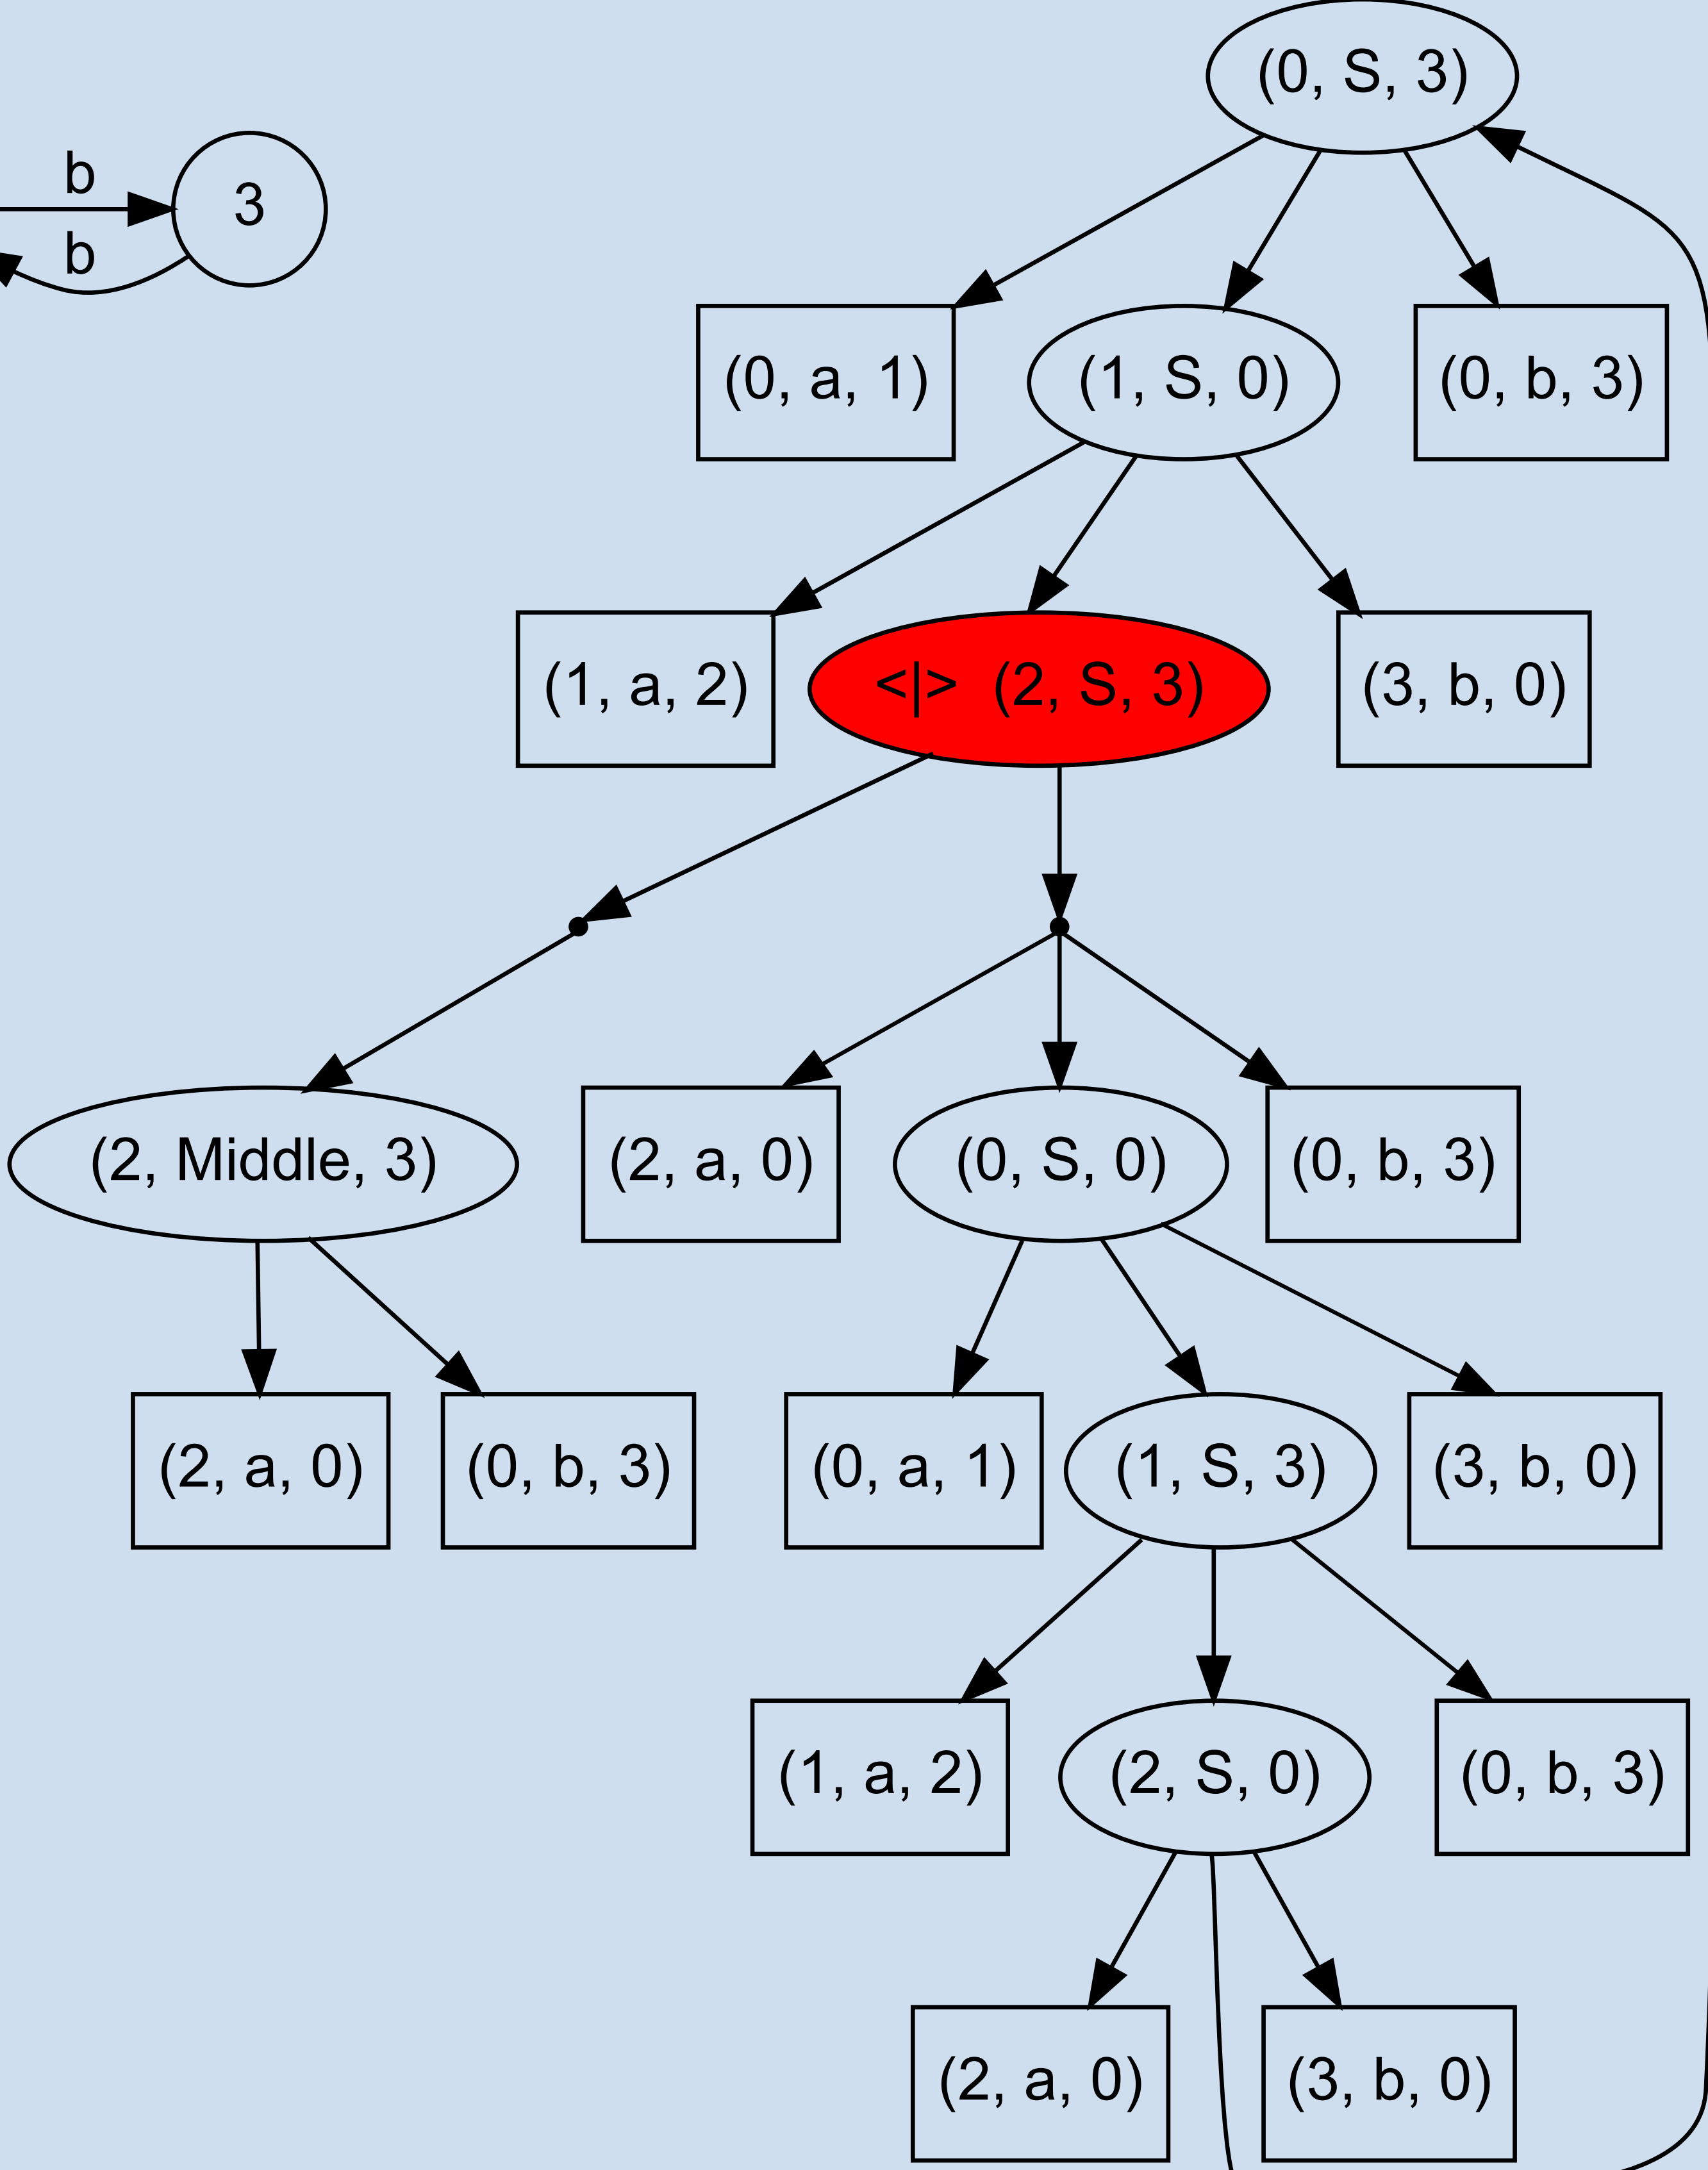 (0, S, 3)
b
3
b
(0, a, 1)
(1, S, 0)
(0, b, 3)
(1, a, 2)
<|> (2, S, 3)
(3, b, 0)
(2, Middle, 3)
(2, a, 0)
(0, S, 0)
(0, b, 3)
(2, a, 0)
(0, b, 3)
(0, a, 1)
(1, S, 3)
(3, b, 0)
(1, a, 2)
(2, S, 0)
(0, b, 3)
(2, a, 0)
(3, b, 0)